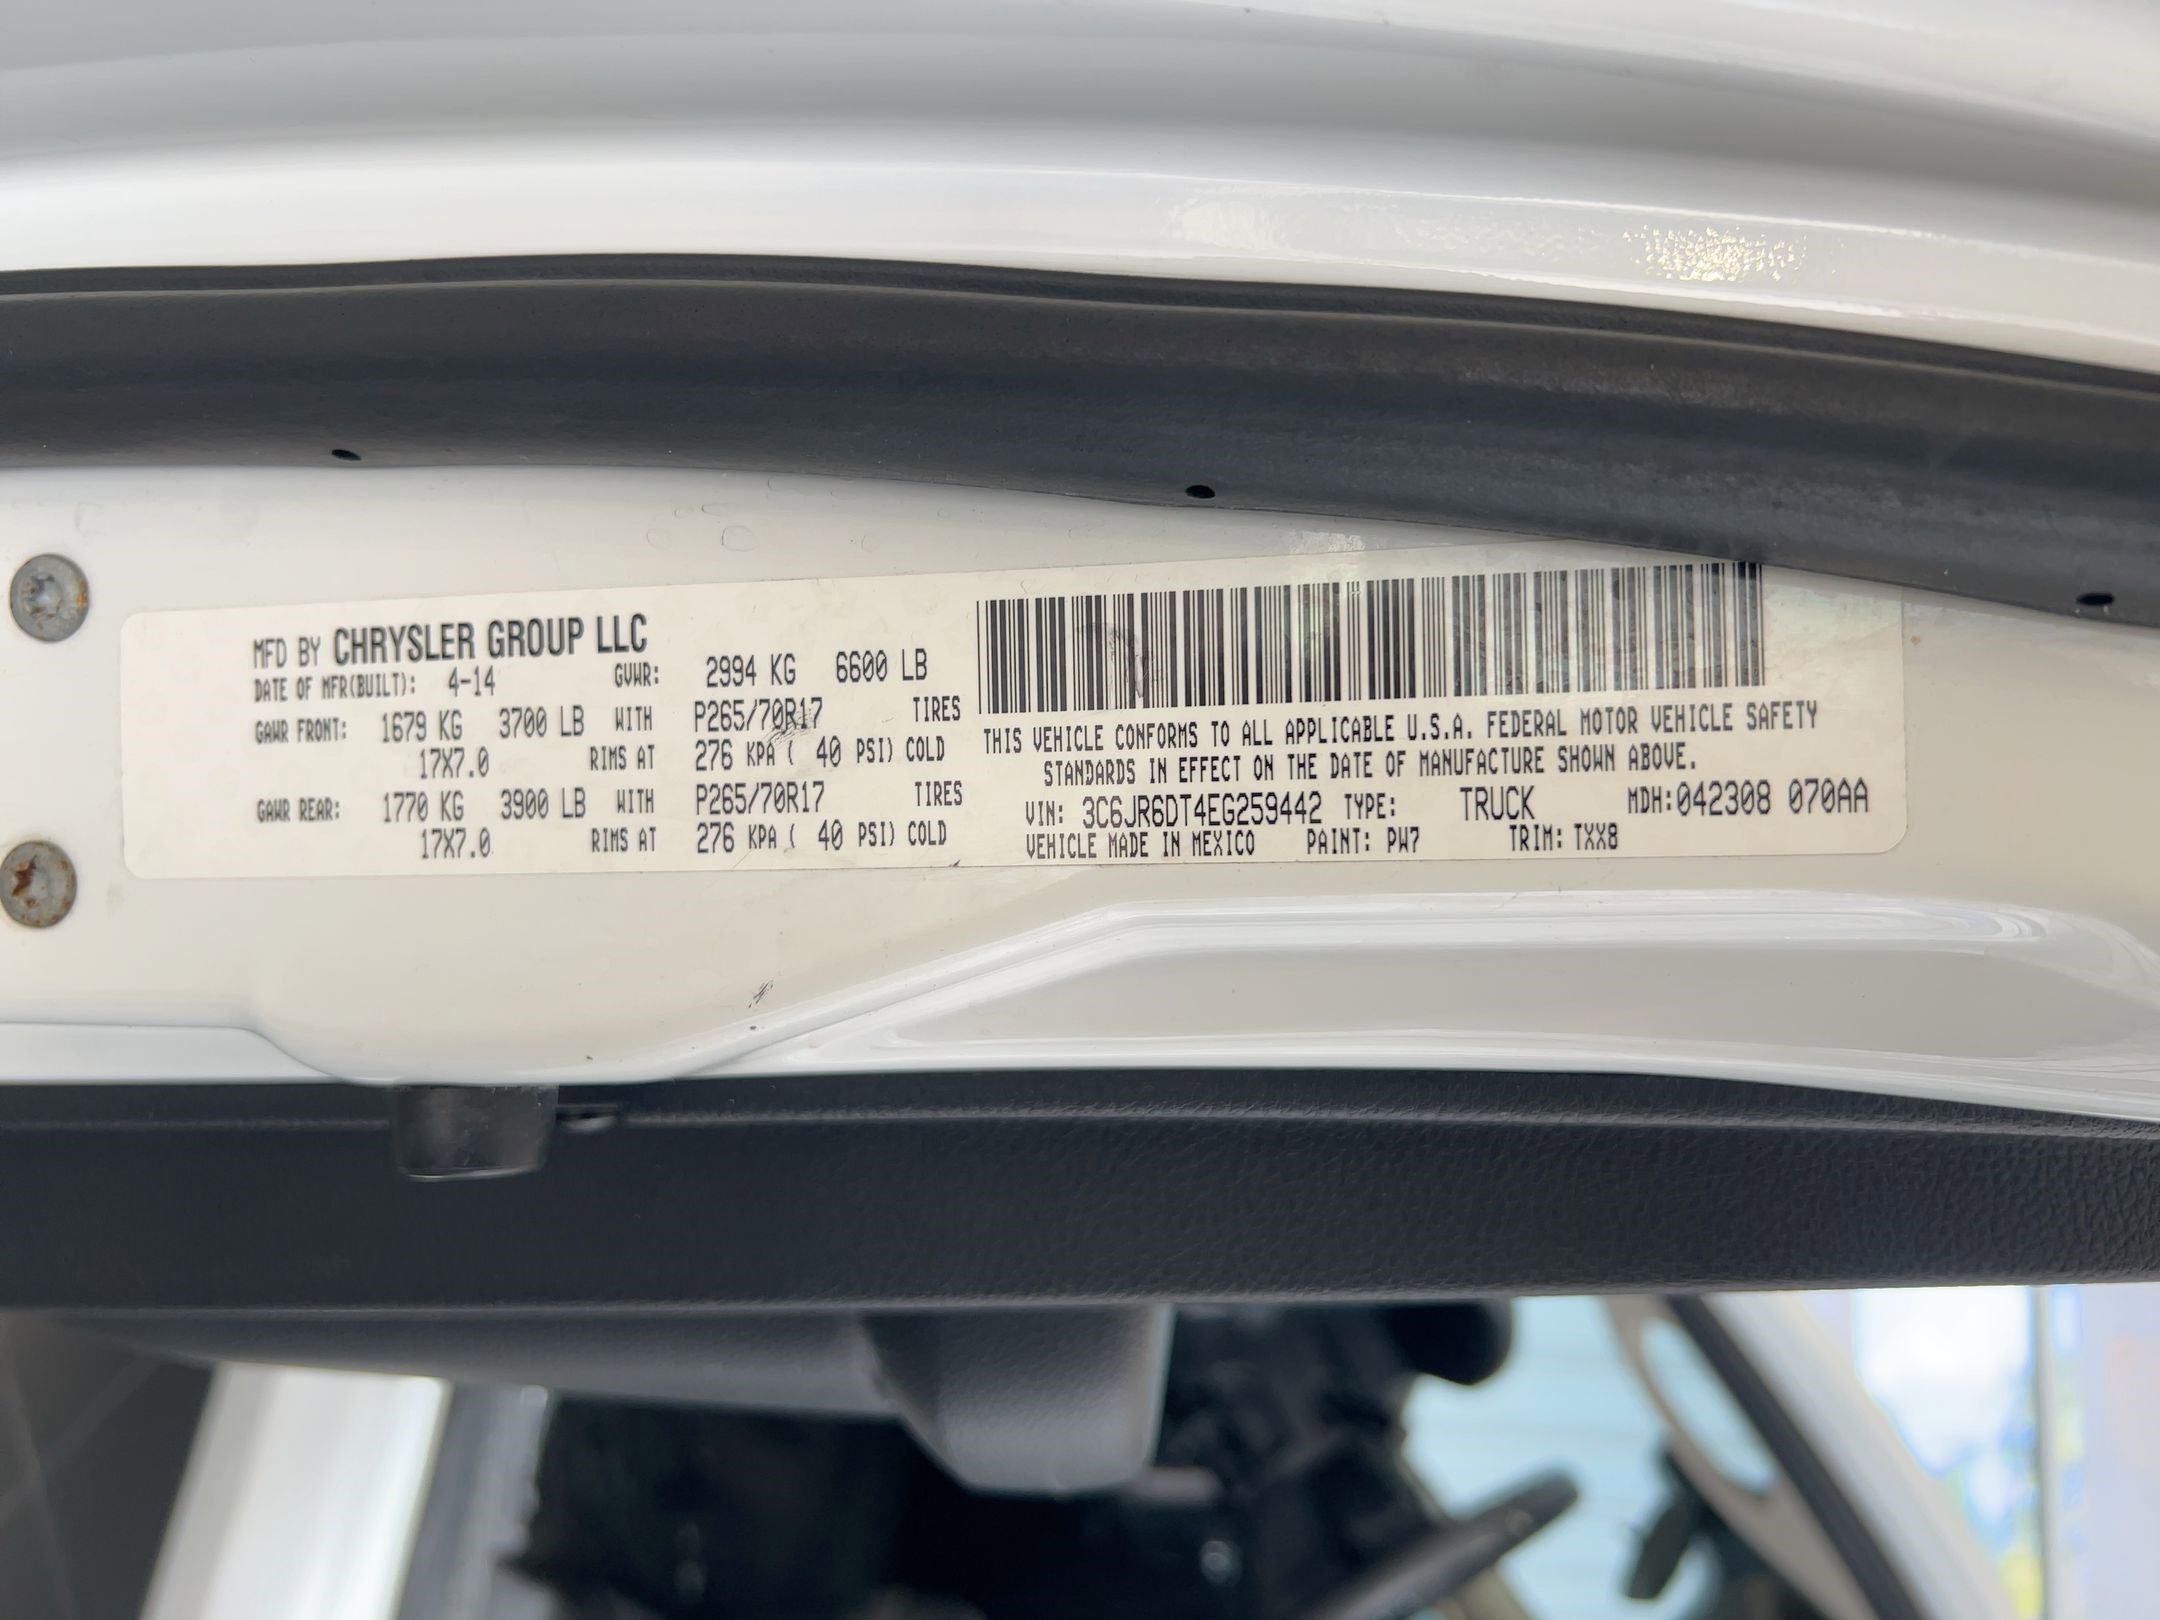 MFD BY CHRYSLER GROUP LLC
DATE OF MFR(BUILT): 4-14 GVWR: 2994 KG 6600 LB
GAWR FRONT: 1679 KG 3700 LB WITH P265/70R17 TIRES
17X7.0 RIMS AT 276 KPA ( 40 PSI) COLD
GAWR REAR: 1770 KG 3900 LB WITH P265/70R17 TIRES
17X7.0 RIMS AT 276 KPA ( 40 PSI) COLD
THIS VEHICLE CONFORMS TO ALL APPLICABLE U.S.A. FEDERAL MOTOR VEHICLE SAFETY
STANDARDS IN EFFECT ON THE DATE OF MANUFACTURE SHOWN ABOVE.
VIN: 3C6JR6DT4EG259442 TYPE: TRUCK MDH:042308 070AA
VEHICLE MADE IN MEXICO PAINT: PW7 TRIM: TXX8